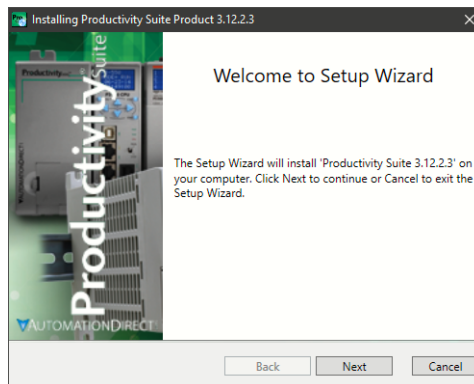 Installing Productivity Suite Product 3.12.2.3
Welcome to Setup Wizard
The Setup Wizard will install 'Productivity Suite 3.12.2.3' on
your computer. Click Next to continue or Cancel to exit the
Setup Wizard.
Productivity Suite
AUTOMATIONDIRECT
Back
Next
Cancel